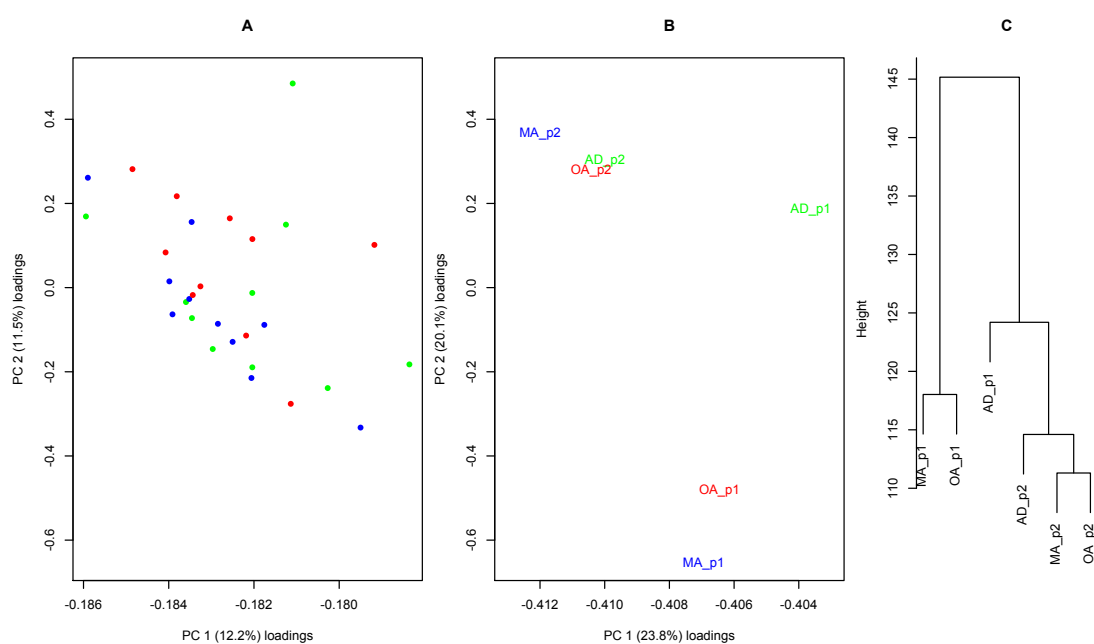 A
B
C
PC 2 (11.5%) loadings
0.4
0.2
0.0
-0.2
-0.4
-0.6
-0.186
-0.184
-0.182
-0.180
PC 1 (12.2%) loadings
PC 2 (20.1%) loadings
0.4
0.2
0.0
-0.2
-0.4
-0.6
MA_p2
AD_p2
OA_p2
AD_p1
OA_p1
MA_p1
-0.412
-0.410
-0.408
-0.406
-0.404
PC 1 (23.8%) loadings
Height
145
140
135
130
125
120
115
110
MA_p1
OA_p1
AD_p1
AD_p2
MA_p2
OA_p2